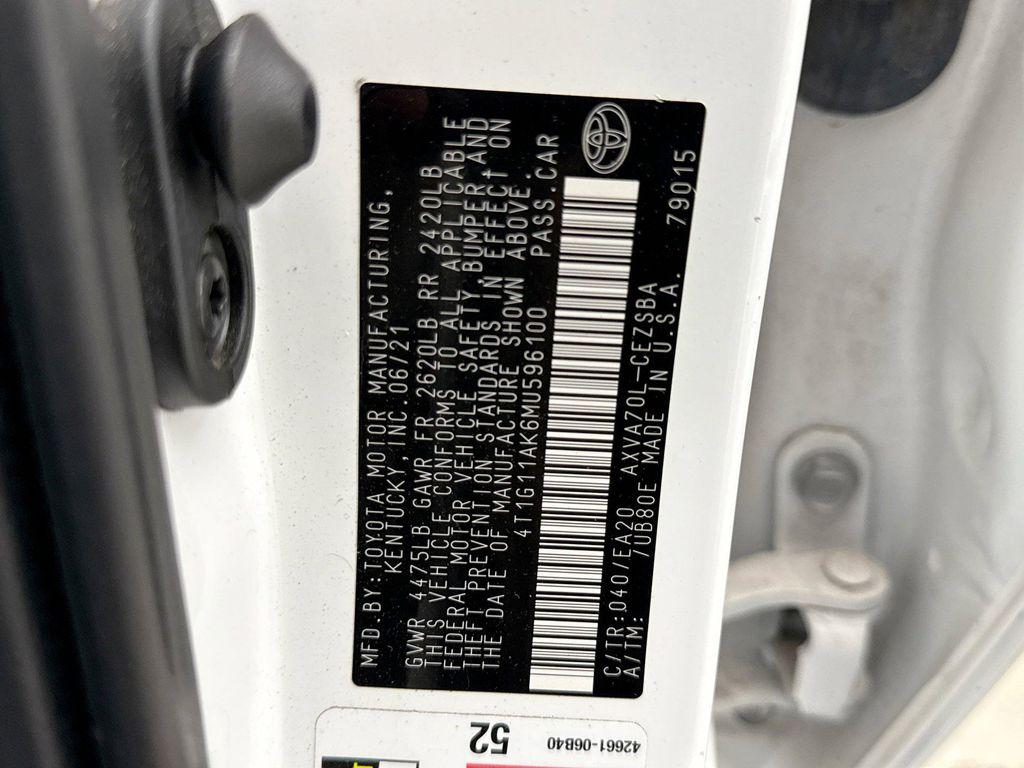 MFD.BY:TOYOTA MOTOR MANUFACTURING,
KENTUCKY INC.06/21
GVWR 4475LB GAWR FR 2620LB RR 2420LB
THIS VEHICLE CONFORMS TO ALL APPLICABLE
FEDERAL MOTOR VEHICLE SAFETY,BUMPER,AND
THEFT PREVENTION STANDARDS IN EFFECT ON
THE DATE OF MANUFACTURE SHOWN ABOVE.
4T1G11AK6MU596100 PASS.CAR
C/TR:040/EA20 AXVA70L-CEZSBA
A/TM: /UB80E MADE IN U.S.A. 79015
42661-06B40
52